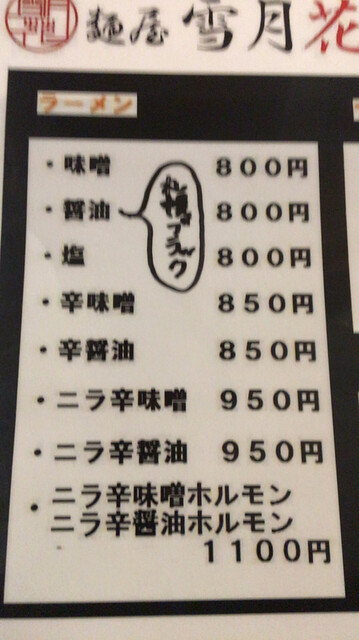 麺屋 雪月花
ラーメン
・味噌 800円
・醤油 800円
・塩 800円
・辛味噌 850円
・辛醤油 850円
・ニラ辛味噌 950円
・ニラ辛醤油 950円
・ニラ辛味噌ホルモン
ニラ辛醤油ホルモン
1100円
ブラック